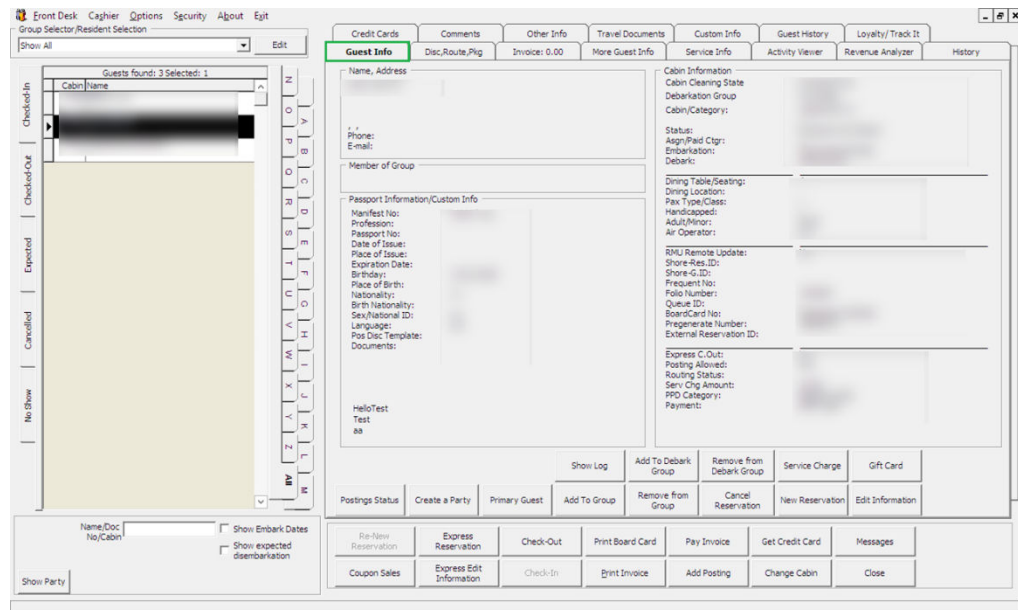 Front Desk Cashier Options Security About Exit
Group Selector/Resident Selection
Show All
Edit
Guests found: 3 Selected: 1
Cabin Name
Checked-In
Checked-Out
Expected
Cancelled
No Show
N
O
P
Q
R
S
T
U
V
W
X
Y
Z
All
A
B
C
D
E
F
G
H
I
J
K
L
M
Name/Doc
No/Cabin
Show Embark Dates
Show expected
disembarkation
Show Party
Credit Cards Comments Other Info Travel Documents Custom Info Guest History Loyalty/ Track It
Guest Info Disc,Route,Pkg Invoice: 0.00 More Guest Info Service Info Activity Viewer Revenue Analyzer History
Name, Address
, ,
Phone:
E-mail:
Member of Group
Passport Information/Custom Info
Manifest No:
Profession:
Passport No:
Date of Issue:
Place of Issue:
Expiration Date:
Birthday:
Place of Birth:
Nationality:
Birth Nationality:
Sex/National ID:
Language:
Pos Disc Template:
Documents:
HelloTest
Test
aa
Cabin Information
Cabin Cleaning State
Debarkation Group
Cabin/Category:
Status:
Asgn/Paid Ctgr:
Embarkation:
Debark:
Dining Table/Seating:
Dining Location:
Pax Type/Class:
Handicapped:
Adult/Minor:
Air Operator:
RMU Remote Update:
Shore-Res.ID:
Shore-G.ID:
Frequent No:
Folio Number:
Queue ID:
BoardCard No:
Pregenerate Number:
External Reservation ID:
Express C.Out:
Posting Allowed:
Routing Status:
Serv Chg Amount:
PPD Category:
Payment:
Show Log
Add To Debark
Group
Remove from
Debark Group
Service Charge
Gift Card
Postings Status
Create a Party
Primary Guest
Add To Group
Remove from
Group
Cancel
Reservation
New Reservation
Edit Information
Re-New
Reservation
Express
Reservation
Check-Out
Print Board Card
Pay Invoice
Get Credit Card
Messages
Coupon Sales
Express Edit
Information
Check-In
Print Invoice
Add Posting
Change Cabin
Close